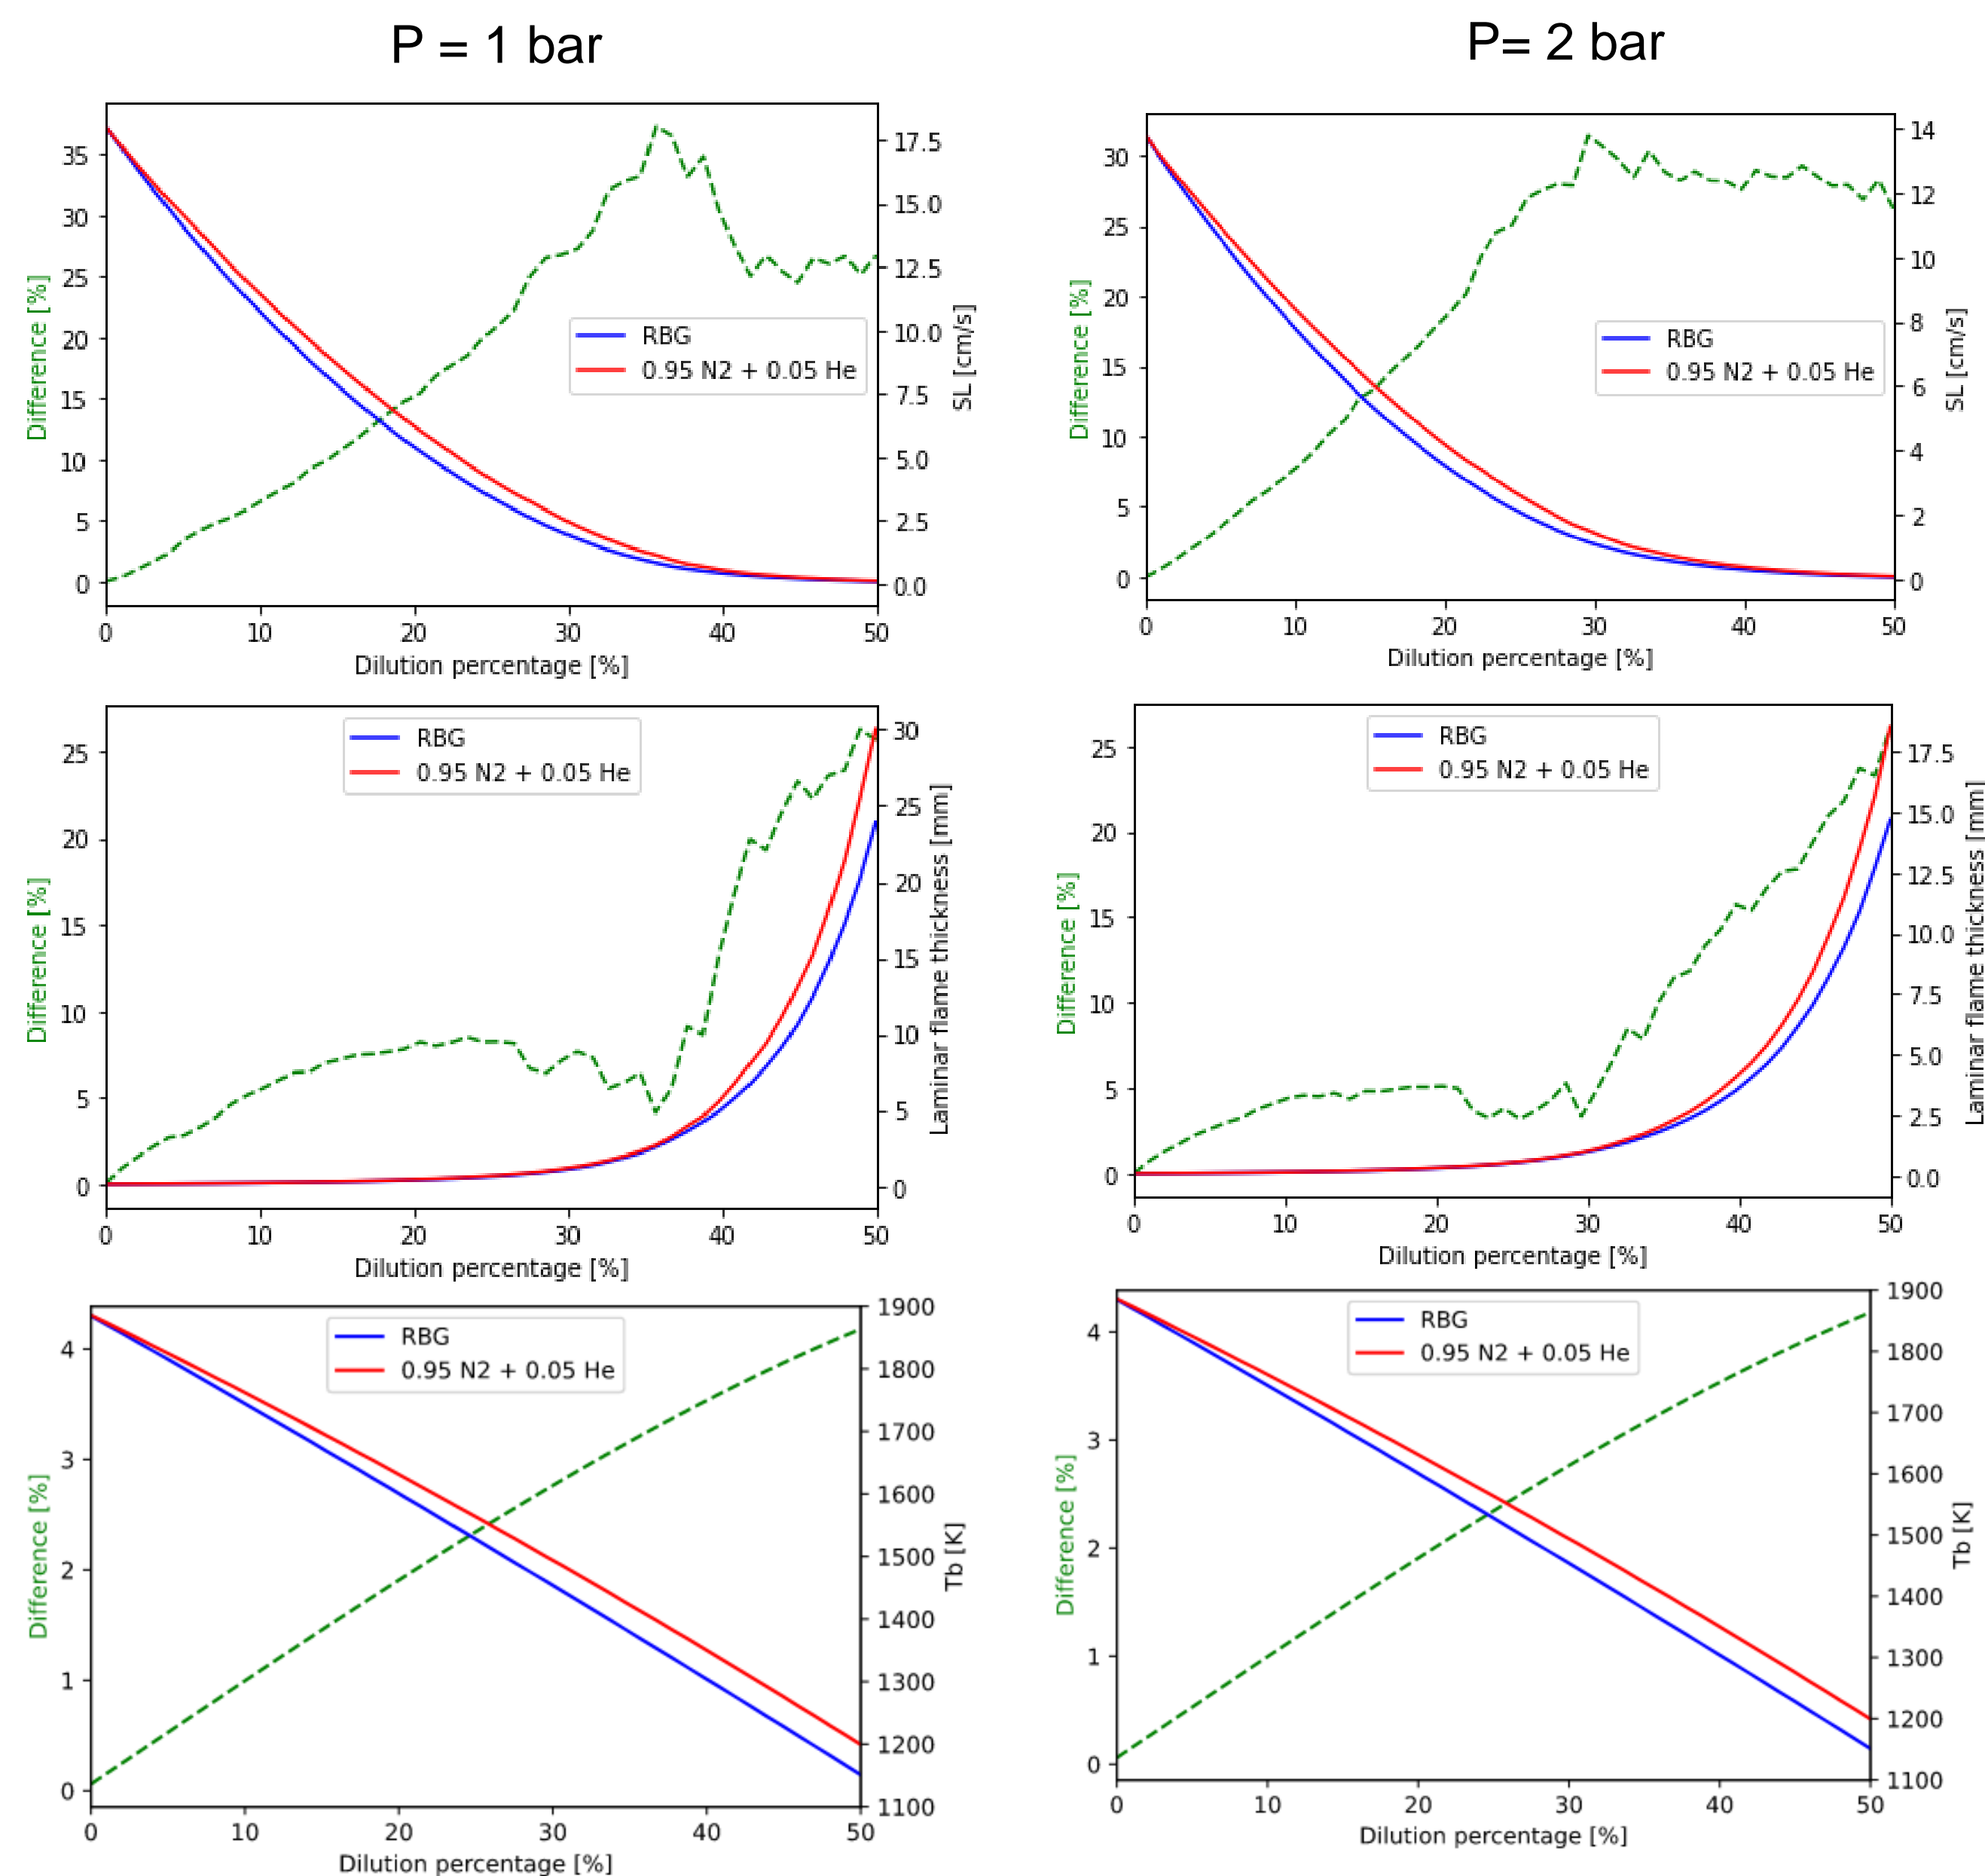 P = 1 bar
P= 2 bar
Difference [%]
35
30
25
20
15
10
5
0
17.5
15.0
12.5
10.0
7.5
5.0
2.5
0.0
SL [cm/s]
RBG
0.95 N2 + 0.05 He
0 10 20 30 40 50
Dilution percentage [%]
Difference [%]
30
25
20
15
10
5
0
14
12
10
8
6
4
2
0
SL [cm/s]
RBG
0.95 N2 + 0.05 He
0 10 20 30 40 50
Dilution percentage [%]
Difference [%]
25
20
15
10
5
0
30
25
20
15
10
5
0
Laminar flame thickness [mm]
RBG
0.95 N2 + 0.05 He
0 10 20 30 40 50
Dilution percentage [%]
Difference [%]
25
20
15
10
5
0
17.5
15.0
12.5
10.0
7.5
5.0
2.5
0.0
Laminar flame thickness [mm]
RBG
0.95 N2 + 0.05 He
0 10 20 30 40 50
Dilution percentage [%]
Difference [%]
4
3
2
1
0
1900
1800
1700
1600
1500
1400
1300
1200
1100
Tb [K]
RBG
0.95 N2 + 0.05 He
0 10 20 30 40 50
Dilution percentage [%]
Difference [%]
4
3
2
1
0
1900
1800
1700
1600
1500
1400
1300
1200
1100
Tb [K]
RBG
0.95 N2 + 0.05 He
0 10 20 30 40 50
Dilution percentage [%]